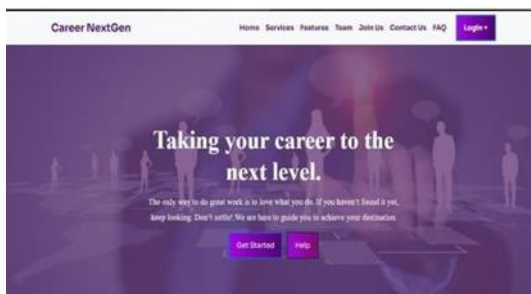 Career NextGen
Home Services Features Team Join Us Contact Us FAQ Login
Taking your career to the
next level.
The only way to do great work is to love what you do. If you haven't found it yet,
keep looking. Don't settle! We are here to guide you to achieve your destination
Get Started Help